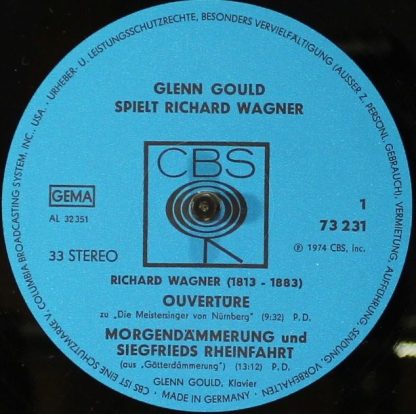 URHEBER- U. LEISTUNGSSCHUTZRECHTE, BESONDERS VERVIELFÄLTIGUNG (AUSSER Z. PERSÖNL. GEBRAUCH), VERMIETUNG, AUFFÜHRUNG, SENDUNG, VORBEHALTEN.
GLENN GOULD
SPIELT RICHARD WAGNER
CBS
GEMA
AL 32351
33 STEREO
1
73 231
℗ 1974 CBS, Inc.
RICHARD WAGNER (1813 - 1883)
OUVERTURE
zu „Die Meistersinger von Nürnberg" (9:32) P. D.
MORGENDÄMMERUNG und
SIEGFRIEDS RHEINFAHRT
(aus „Götterdämmerung") (13:12) P. D.
GLENN GOULD, Klavier
• MADE IN GERMANY •
CBS IST EINE SCHUTZMARKE V. COLUMBIA BROADCASTING SYSTEM, INC., USA. •